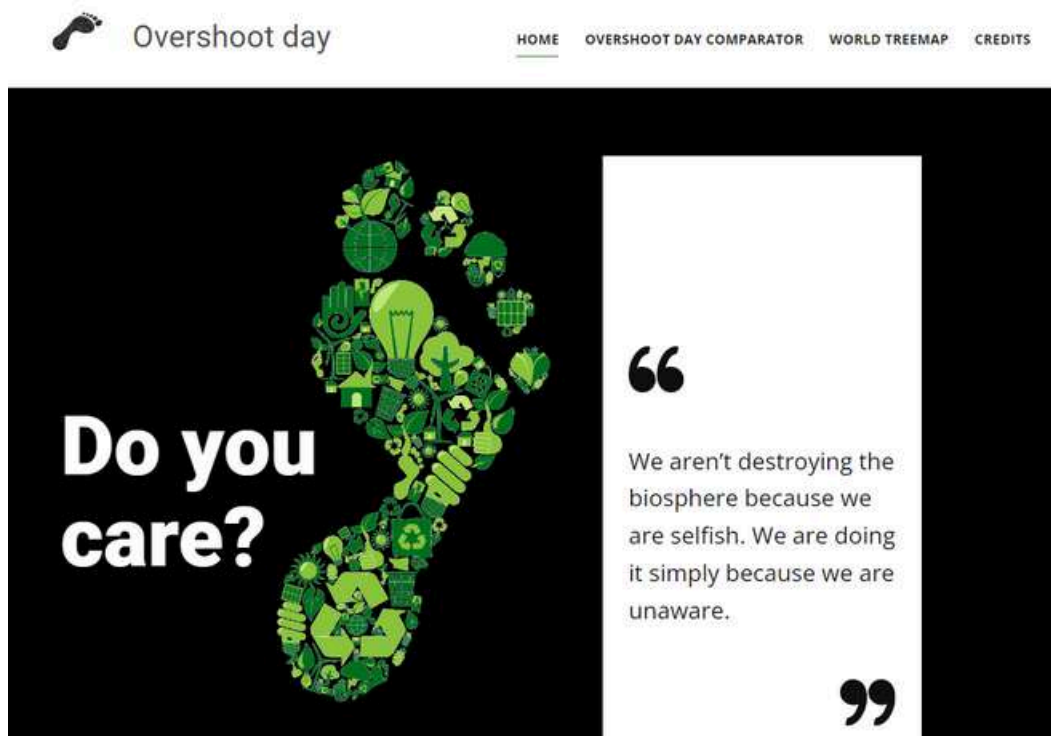 Overshoot day
HOME OVERSHOOT DAY COMPARATOR WORLD TREEMAP CREDITS
Do you
care?
“
We aren’t destroying the
biosphere because we
are selfish. We are doing
it simply because we are
unaware.
”